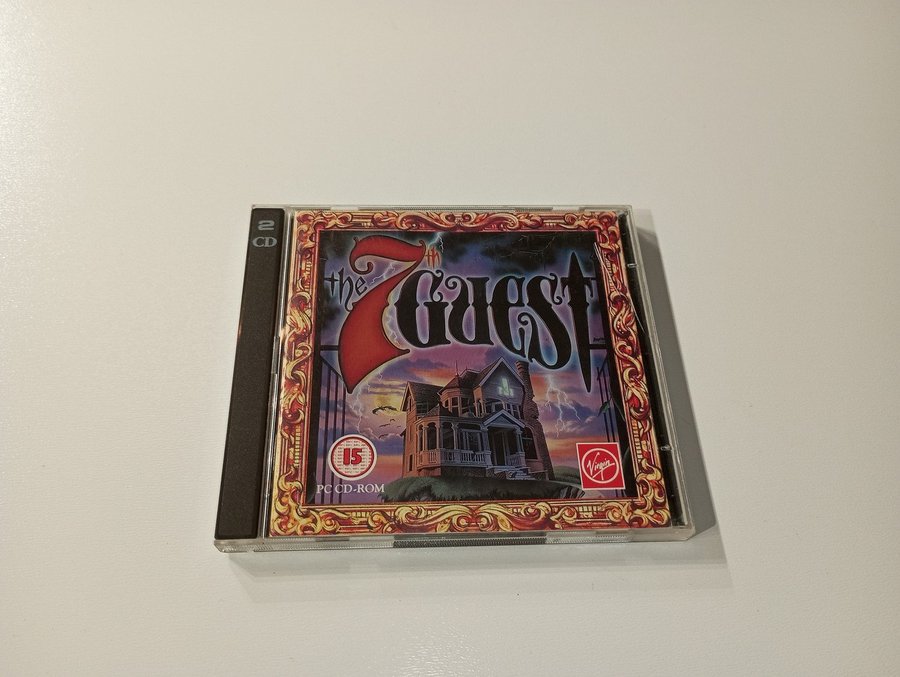 2
CD
the 7th Guest
15
PC CD-ROM
Virgin